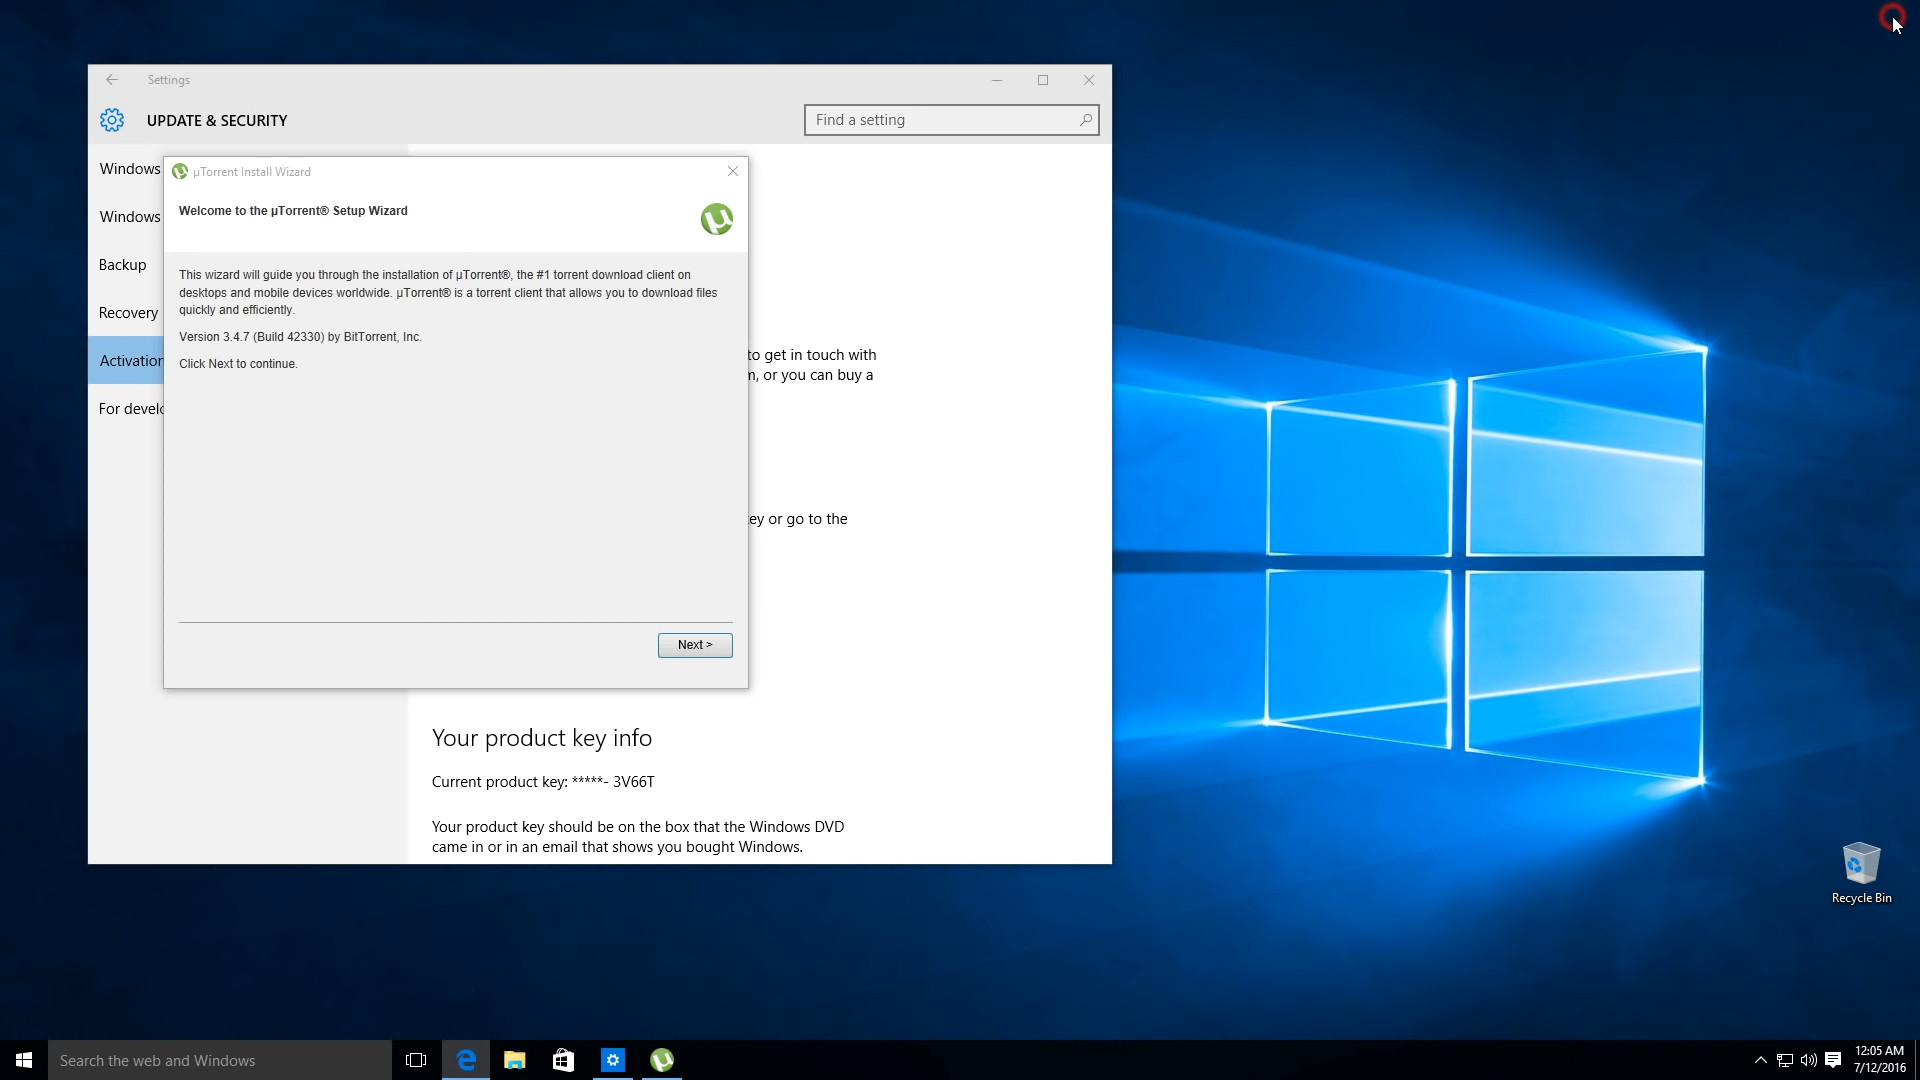 Settings
UPDATE & SECURITY
Find a setting
Windows
Windows
Backup
Recovery
Activation
For develo
µTorrent Install Wizard
Welcome to the µTorrent® Setup Wizard
This wizard will guide you through the installation of µTorrent®, the #1 torrent download client on
desktops and mobile devices worldwide. µTorrent® is a torrent client that allows you to download files
quickly and efficiently.
Version 3.4.7 (Build 42330) by BitTorrent, Inc.
Click Next to continue.
Next >
to get in touch with
, or you can buy a
ey or go to the
Your product key info
Current product key: *****- 3V66T
Your product key should be on the box that the Windows DVD
came in or in an email that shows you bought Windows.
Recycle Bin
Search the web and Windows
12:05 AM
7/12/2016